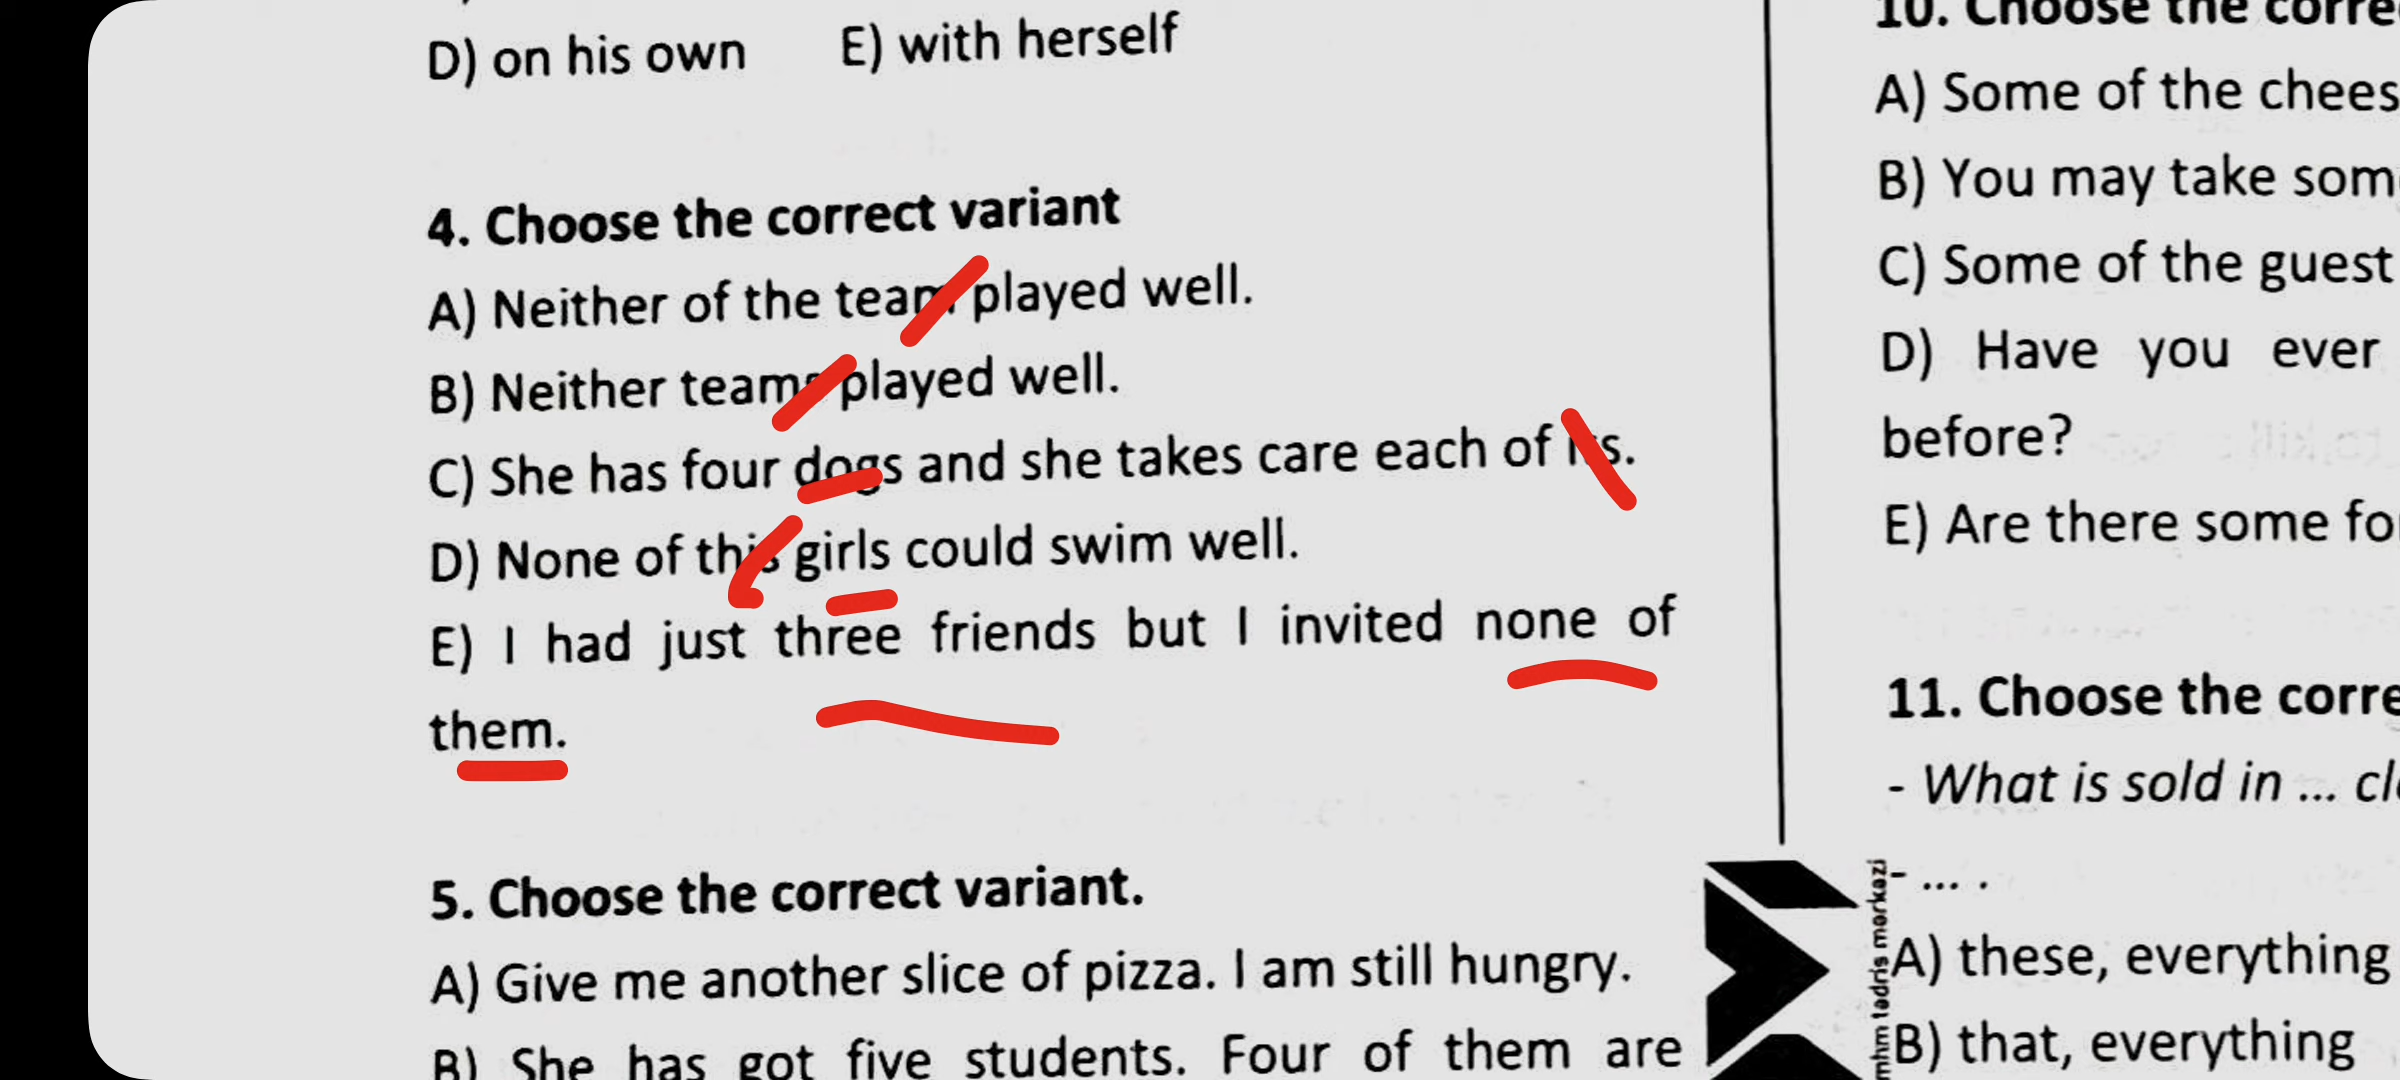 D) on his own E) with herself
4. Choose the correct variant
A) Neither of the team played well.
B) Neither teams played well.
C) She has four dogs and she takes care each of its.
D) None of this girls could swim well.
E) I had just three friends but I invited none of
them.
5. Choose the correct variant.
A) Give me another slice of pizza. I am still hungry.
B) She has got five students. Four of them are
10. Choose the corre
A) Some of the chees
B) You may take som
C) Some of the guest
D) Have you ever
before?
E) Are there some fo
11. Choose the corre
- What is sold in ... cl
- ... .
A) these, everything
B) that, everything
mhm tədris mərkəzi